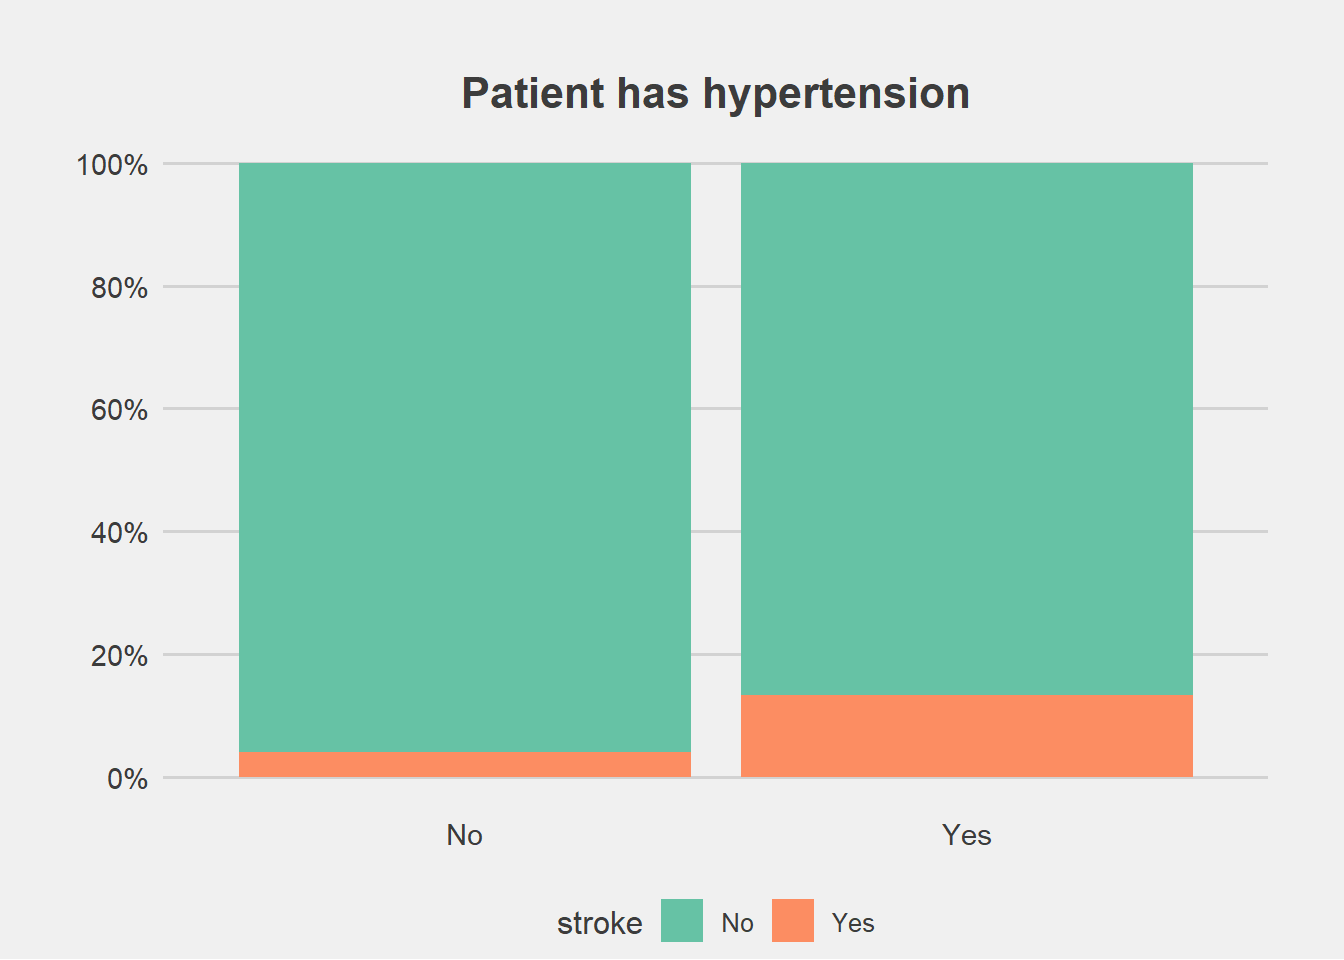 Patient has hypertension
100%
80%
60%
40%
20%
0%
No Yes
stroke No Yes